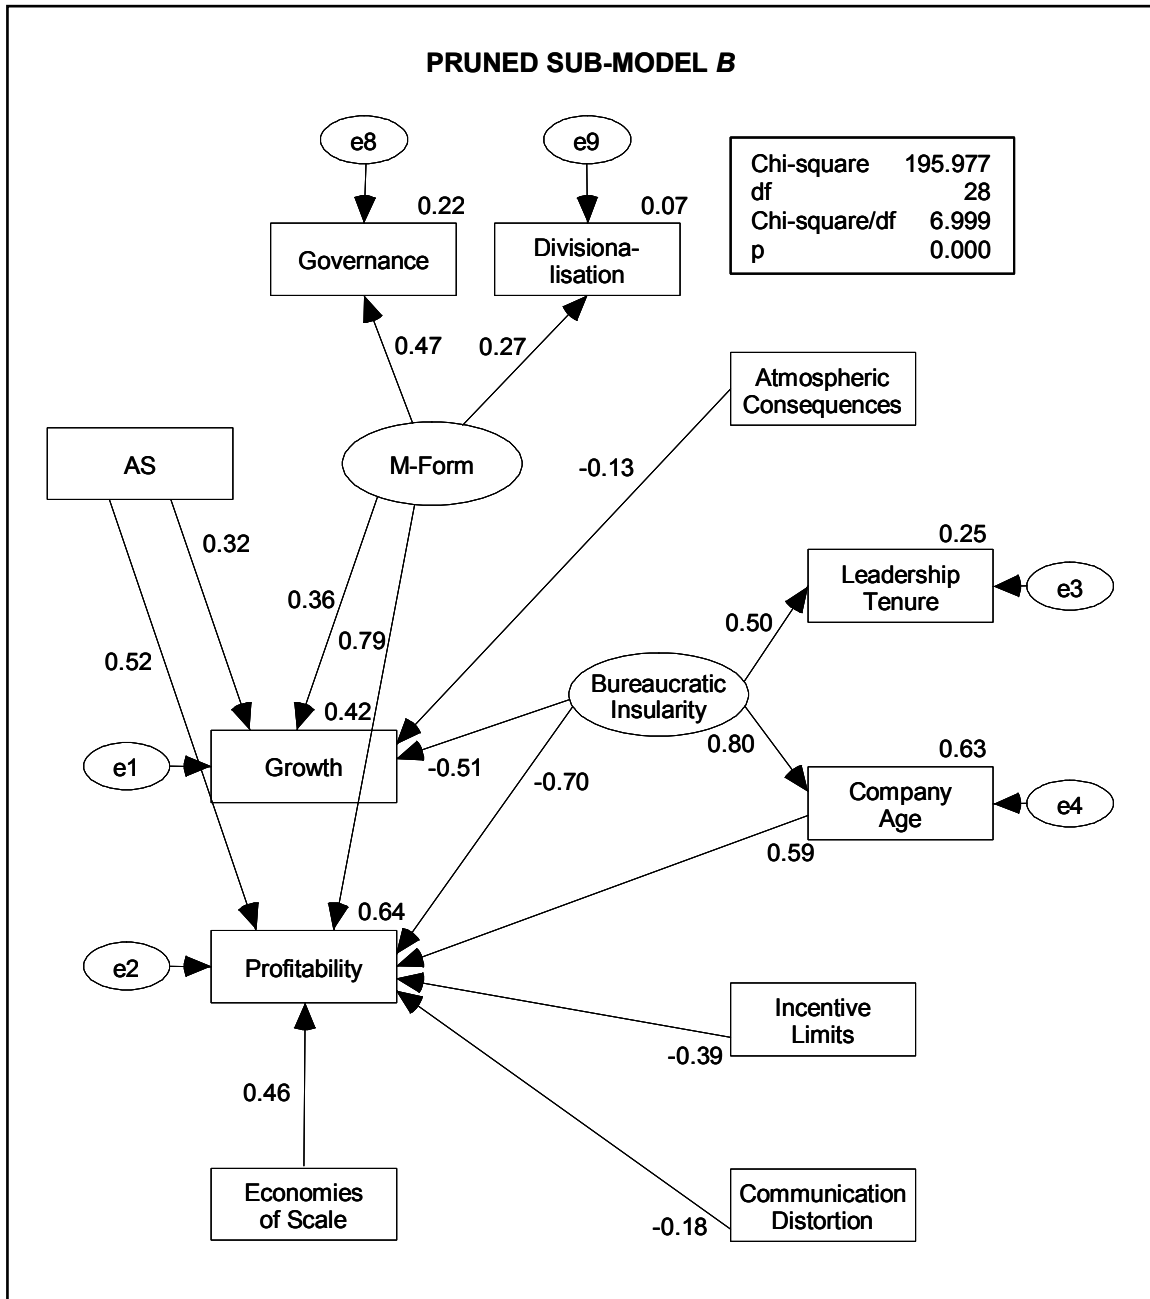 PRUNED SUB-MODEL B
e8
e9
Chi-square 195.977
df 28
Chi-square/df 6.999
p 0.000
0.22
0.07
Governance
Divisiona-
lisation
0.47
0.27
Atmospheric
Consequences
AS
M-Form
-0.13
0.32
0.25
Leadership
Tenure
e3
0.36
0.50
0.79
0.52
Bureaucratic
Insularity
0.42
0.80
0.63
e1
Growth
-0.51
-0.70
Company
Age
e4
0.59
0.64
e2
Profitability
Incentive
Limits
-0.39
0.46
Economies
of Scale
Communication
Distortion
-0.18